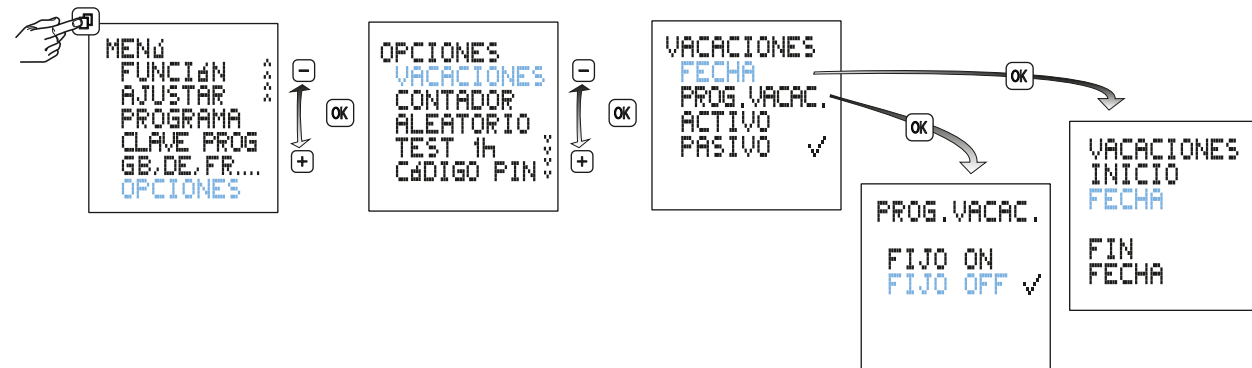 MENú
FUNCIóN
AJUSTAR
PROGRAMA
CLAVE PROG
GB,DE,FR....
OPCIONES
−
+
OK
OPCIONES
VACACIONES
CONTADOR
ALEATORIO
TEST 1h
CóDIGO PIN
−
+
OK
VACACIONES
FECHA
PROG.VACAC.
ACTIVO
PASIVO ✓
OK
OK
PROG.VACAC.
FIJO ON
FIJO OFF ✓
VACACIONES
INICIO
FECHA
FIN
FECHA